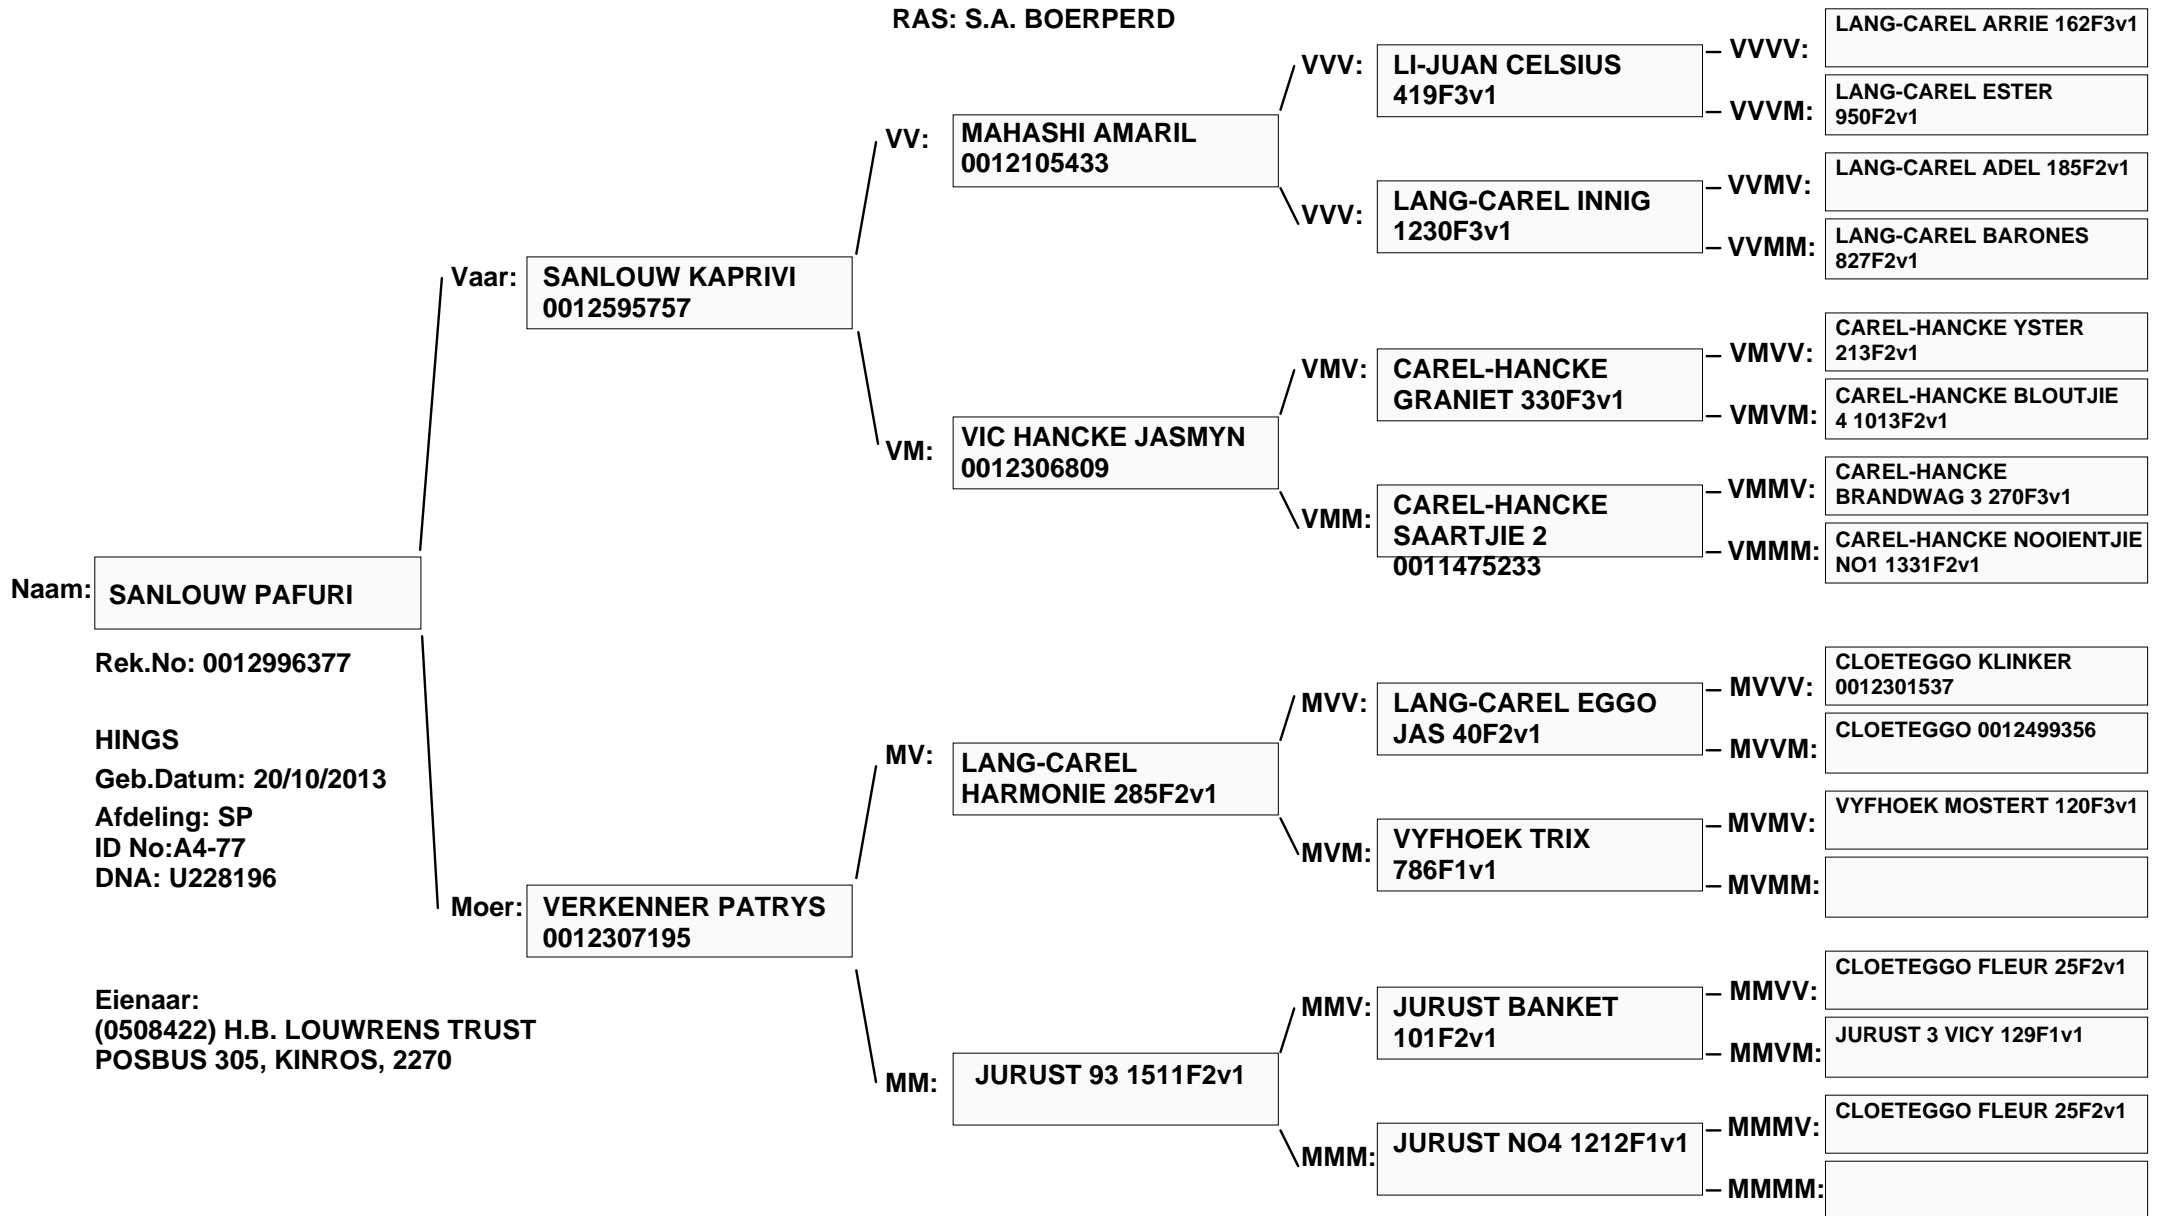 RAS: S.A. BOERPERD
Naam:
SANLOUW PAFURI
Rek.No: 0012996377
HINGS
Geb.Datum: 20/10/2013
Afdeling: SP
ID No:A4-77
DNA: U228196
Eienaar:
(0508422) H.B. LOUWRENS TRUST
POSBUS 305, KINROS, 2270
Vaar:
SANLOUW KAPRIVI
0012595757
Moer:
VERKENNER PATRYS
0012307195
VV:
MAHASHI AMARIL
0012105433
VM:
VIC HANCKE JASMYN
0012306809
MV:
LANG-CAREL
HARMONIE 285F2v1
MM:
JURUST 93 1511F2v1
VVV:
LI-JUAN CELSIUS
419F3v1
VVV:
LANG-CAREL INNIG
1230F3v1
VMV:
CAREL-HANCKE
GRANIET 330F3v1
VMM:
CAREL-HANCKE
SAARTJIE 2
0011475233
MVV:
LANG-CAREL EGGO
JAS 40F2v1
MVM:
VYFHOEK TRIX
786F1v1
MMV:
JURUST BANKET
101F2v1
MMM:
JURUST NO4 1212F1v1
VVVV:
LANG-CAREL ARRIE 162F3v1
VVVM:
LANG-CAREL ESTER
950F2v1
VVMV:
LANG-CAREL ADEL 185F2v1
VVMM:
LANG-CAREL BARONES
827F2v1
VMVV:
CAREL-HANCKE YSTER
213F2v1
VMVM:
CAREL-HANCKE BLOUTJIE
4 1013F2v1
VMMV:
CAREL-HANCKE
BRANDWAG 3 270F3v1
VMMM:
CAREL-HANCKE NOOIENTJIE
NO1 1331F2v1
MVVV:
CLOETEGGO KLINKER
0012301537
MVVM:
CLOETEGGO 0012499356
MVMV:
VYFHOEK MOSTERT 120F3v1
MVMM:
MMVV:
CLOETEGGO FLEUR 25F2v1
MMVM:
JURUST 3 VICY 129F1v1
MMMV:
CLOETEGGO FLEUR 25F2v1
MMMM: